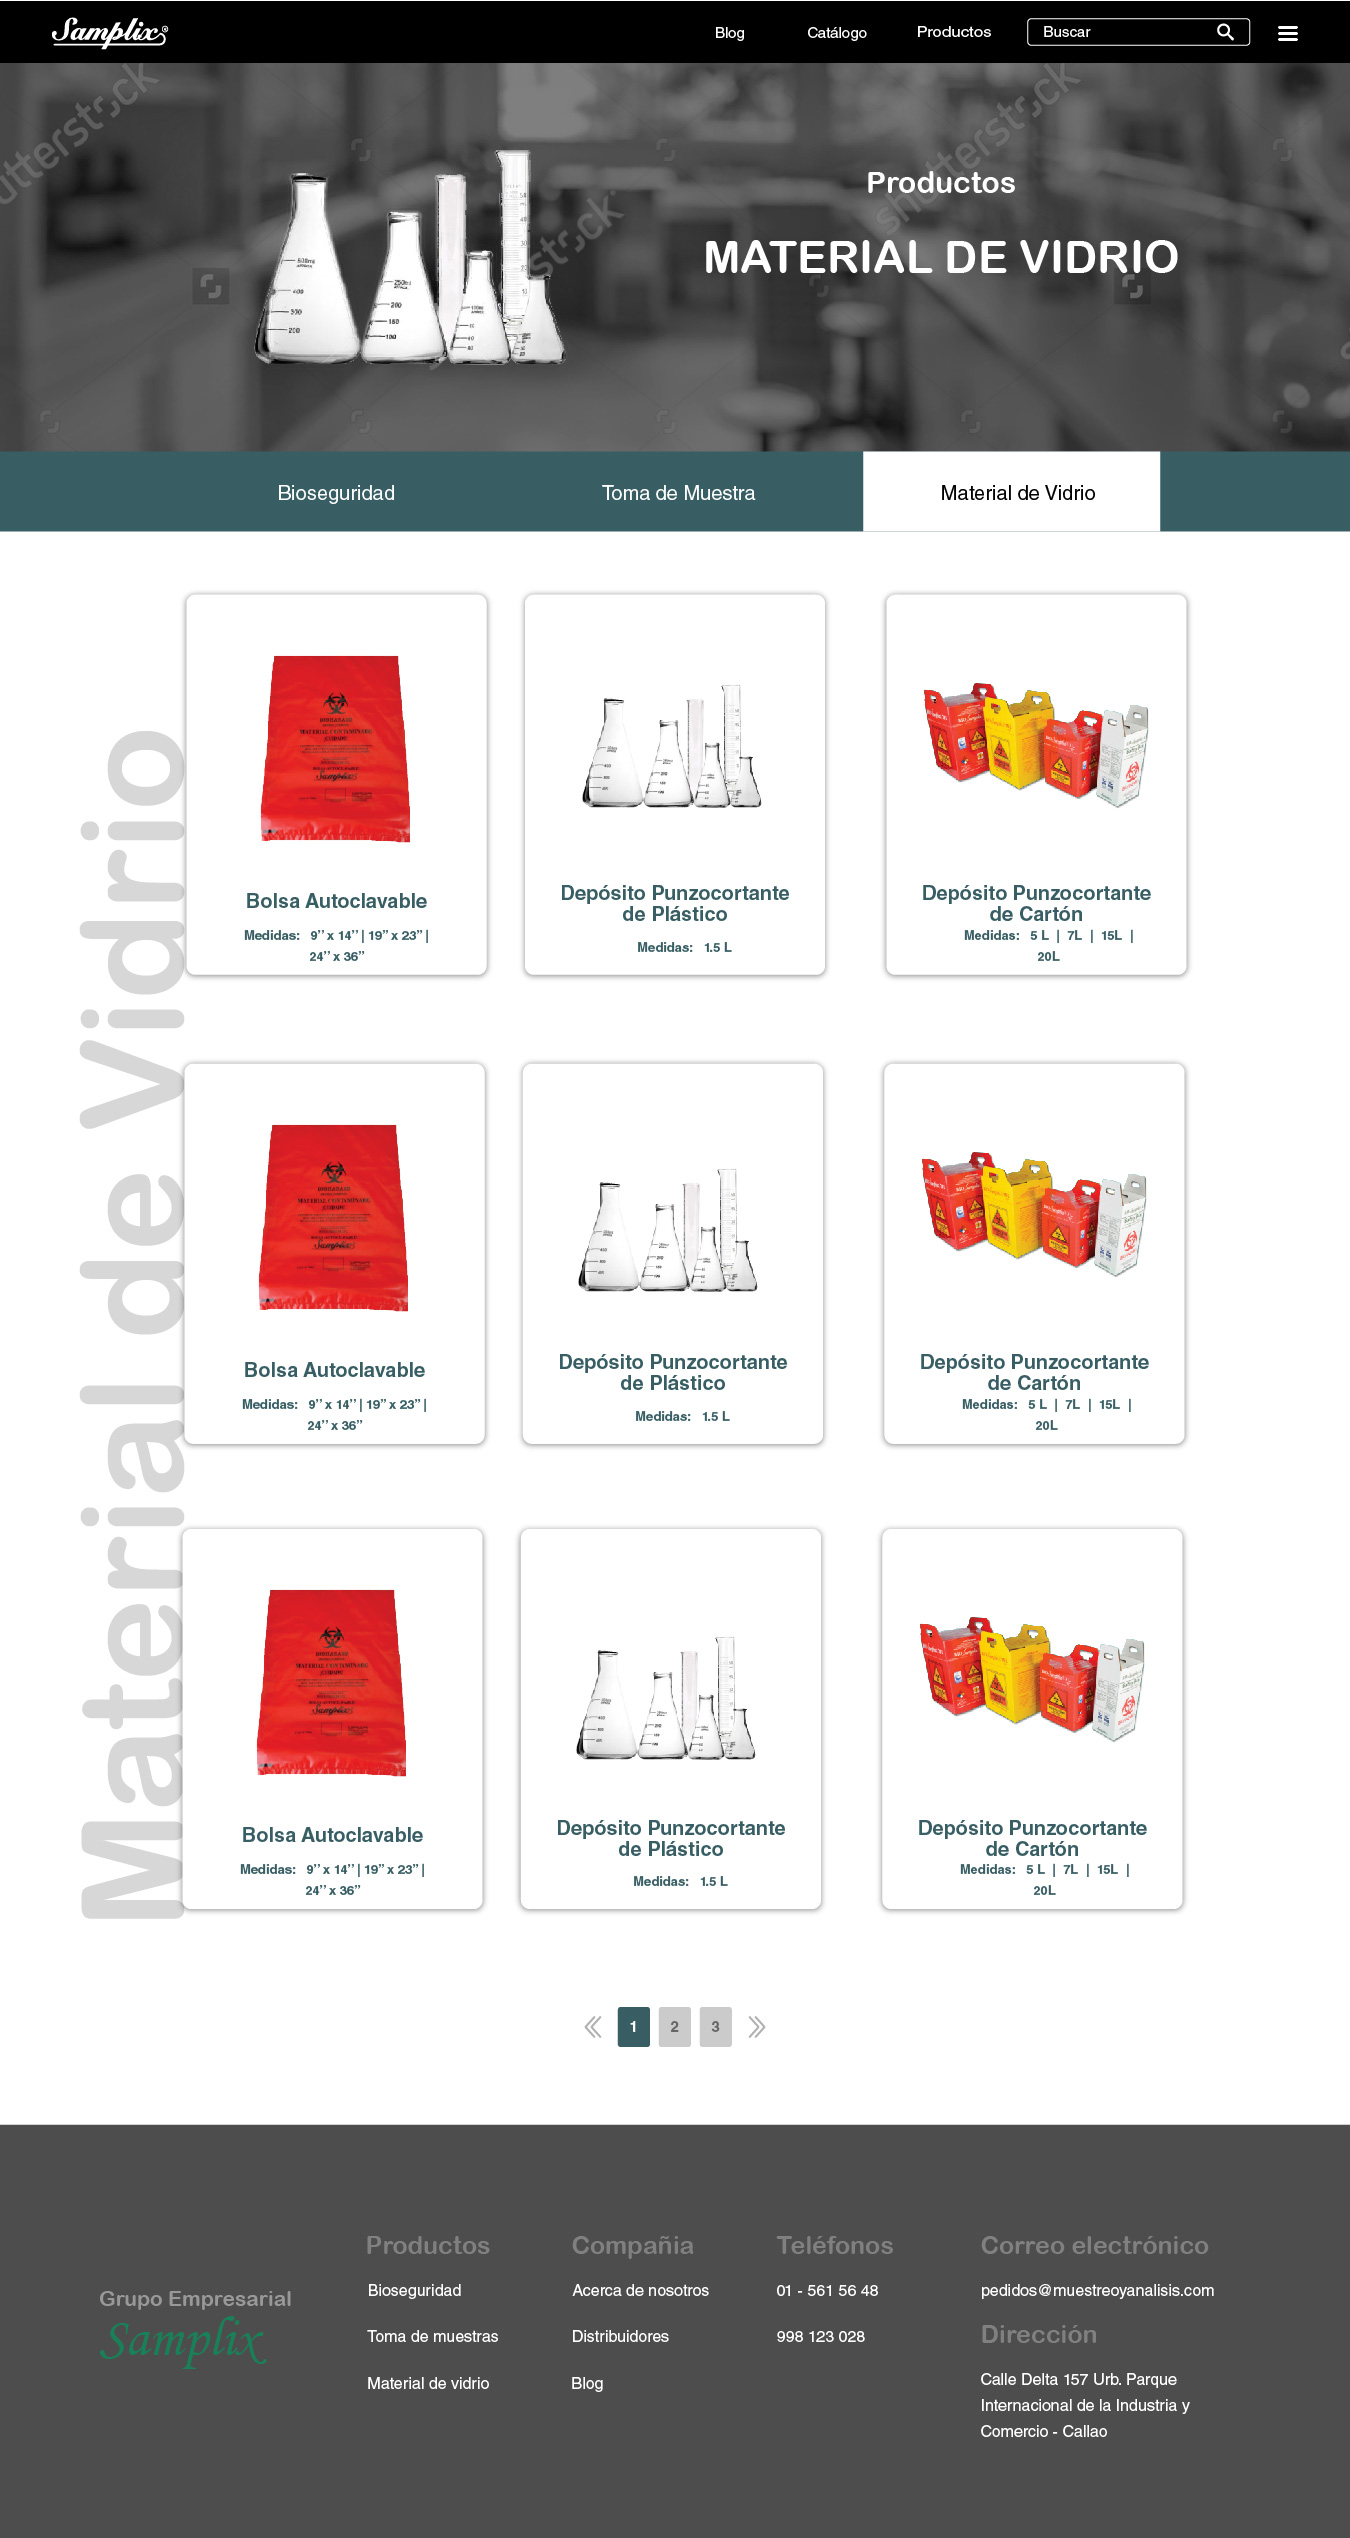 Samplix®
Blog
Catálogo
Productos
Buscar
shutterstock
shutterstock
Productos
MATERIAL DE VIDRIO
Bioseguridad
Toma de Muestra
Material de Vidrio
Material de Vidrio
Bolsa Autoclavable
Medidas: 9’’ x 14’’ | 19” x 23” |
24’’ x 36”
Depósito Punzocortante
de Plástico
Medidas: 1.5 L
Depósito Punzocortante
de Cartón
Medidas: 5 L | 7L | 15L |
20L
Bolsa Autoclavable
Medidas: 9’’ x 14’’ | 19” x 23” |
24’’ x 36”
Depósito Punzocortante
de Plástico
Medidas: 1.5 L
Depósito Punzocortante
de Cartón
Medidas: 5 L | 7L | 15L |
20L
Bolsa Autoclavable
Medidas: 9’’ x 14’’ | 19” x 23” |
24’’ x 36”
Depósito Punzocortante
de Plástico
Medidas: 1.5 L
Depósito Punzocortante
de Cartón
Medidas: 5 L | 7L | 15L |
20L
1 2 3
Grupo Empresarial
Samplix
Productos
Bioseguridad
Toma de muestras
Material de vidrio
Compañia
Acerca de nosotros
Distribuidores
Blog
Teléfonos
01 - 561 56 48
998 123 028
Correo electrónico
pedidos@muestreoyanalisis.com
Dirección
Calle Delta 157 Urb. Parque
Internacional de la Industria y
Comercio - Callao